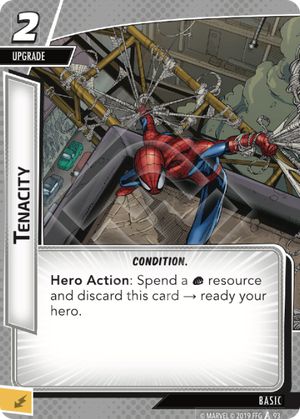 2
UPGRADE
TENACITY
CONDITION.
Hero Action: Spend a resource
and discard this card → ready your
hero.
BASIC
© MARVEL © 2019 FFG A 93